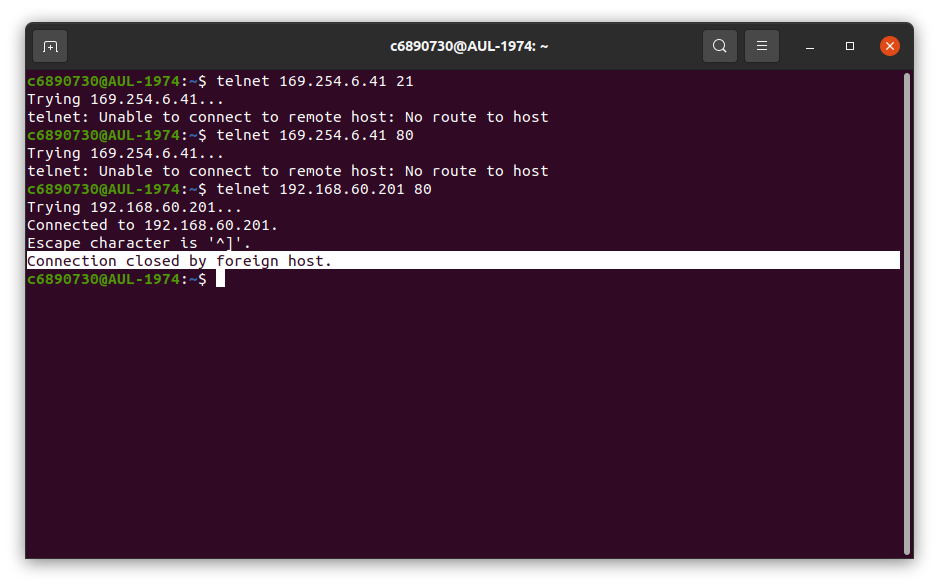 c6890730@AUL-1974: ~
c6890730@AUL-1974:~$ telnet 169.254.6.41 21
Trying 169.254.6.41...
telnet: Unable to connect to remote host: No route to host
c6890730@AUL-1974:~$ telnet 169.254.6.41 80
Trying 169.254.6.41...
telnet: Unable to connect to remote host: No route to host
c6890730@AUL-1974:~$ telnet 192.168.60.201 80
Trying 192.168.60.201...
Connected to 192.168.60.201.
Escape character is '^]'.
Connection closed by foreign host.
c6890730@AUL-1974:~$